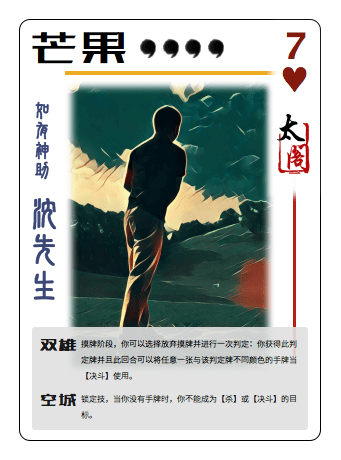 芒果
7
太阁
如有神助
沈先生
双雄 摸牌阶段，你可以选择放弃摸牌并进行一次判定：你获得此判
定牌并且此回合可以将任意一张与该判定牌不同颜色的手牌当
【决斗】使用。
空城 锁定技，当你没有手牌时，你不能成为【杀】或【决斗】的目
标。